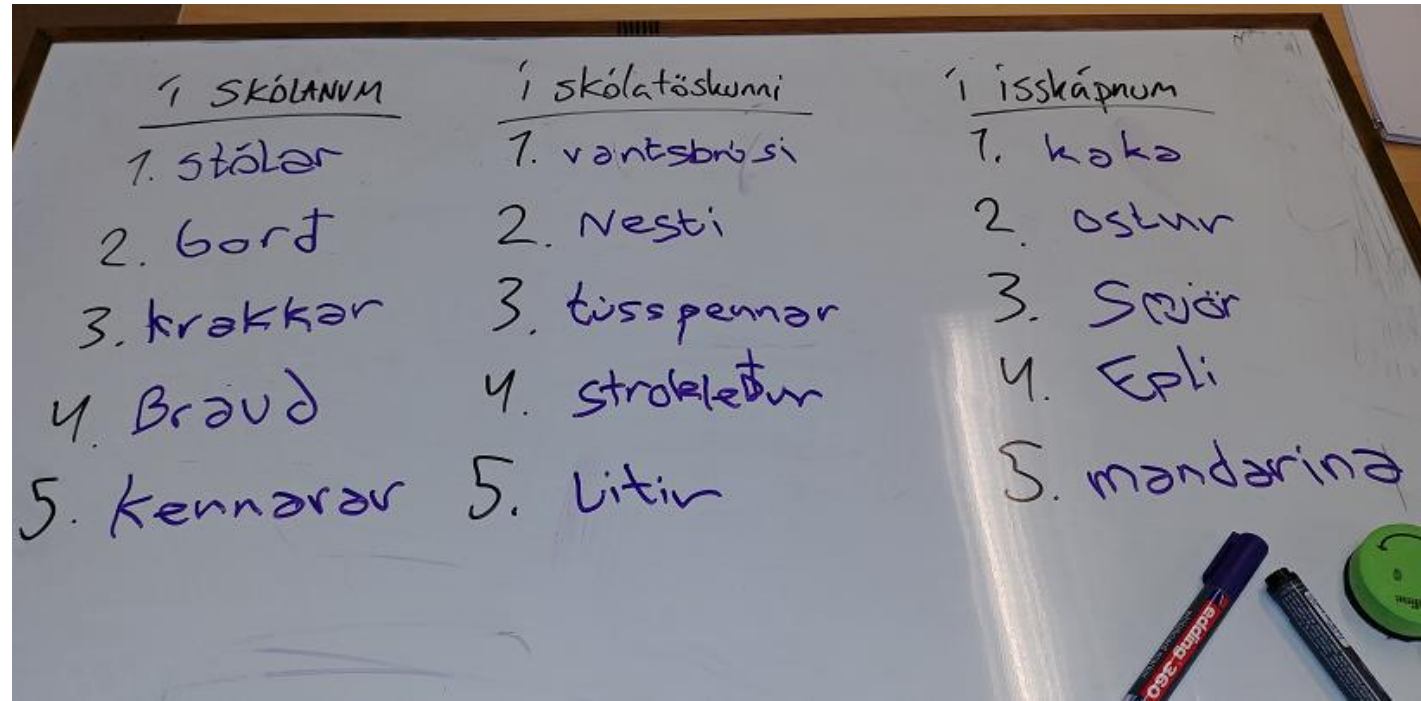 Í SKÓLANUM
1. stólar
2. borð
3. krakkar
4. Brauð
5. kennarar
í skólatöskunni
1. vantsbrúsi
2. Nesti
3. tússpennar
4. strokleður
5. Litir
í ísskápnum
1. kaka
2. ostur
3. Smjör
4. Epli
5. mandarína
edding 360